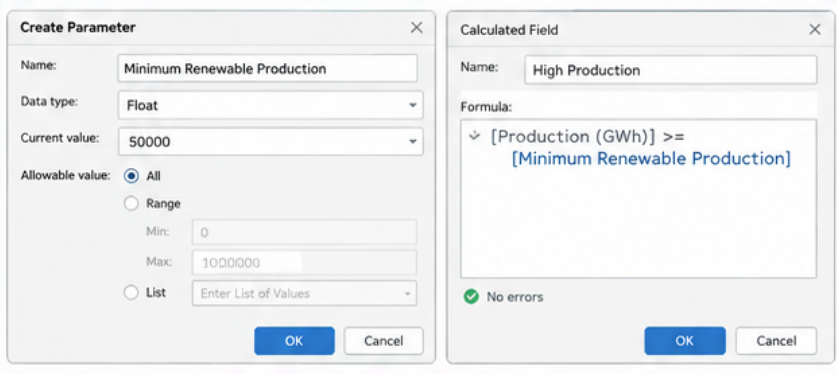 Create Parameter
Name: Minimum Renewable Production
Data type: Float
Current value: 50000
Allowable value: All
Range
Min: 0
Max: 1000000
List Enter List of Values
OK Cancel
Calculated Field
Name: High Production
Formula:
[Production (GWh)] >=
[Minimum Renewable Production]
No errors
OK Cancel